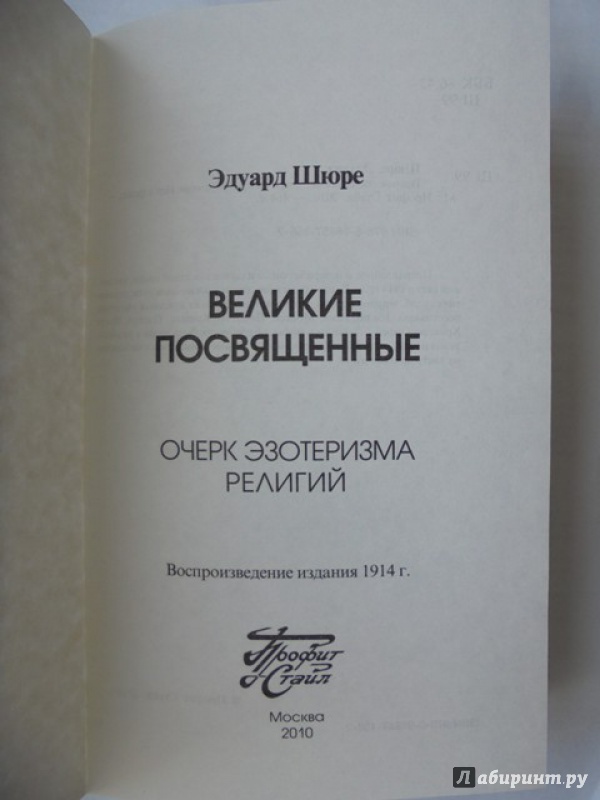 Эдуард Шюре
ВЕЛИКИЕ
ПОСВЯЩЕННЫЕ
ОЧЕРК ЭЗОТЕРИЗМА
РЕЛИГИЙ
Воспроизведение издания 1914 г.
Профит
Стайл
Москва
2010
Лабиринт.ру